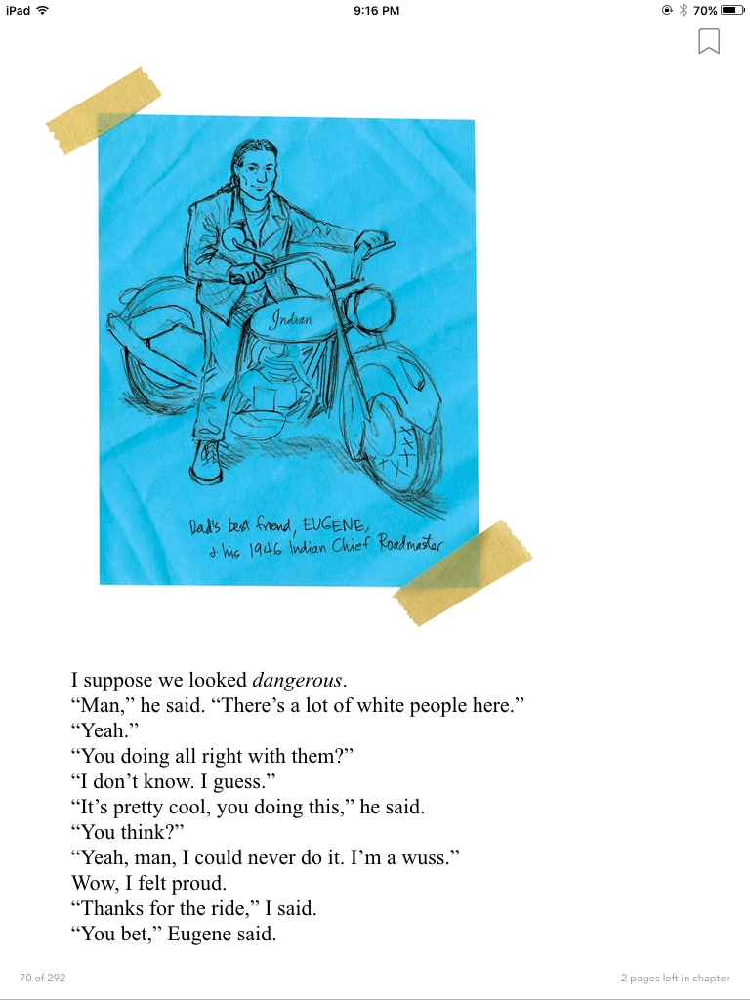 iPad
9:16 PM
70%
Indian
Dad's best friend, EUGENE,
& his 1946 Indian Chief Roadmaster
I suppose we looked dangerous.
“Man,” he said. “There’s a lot of white people here.”
“Yeah.”
“You doing all right with them?”
“I don’t know. I guess.”
“It’s pretty cool, you doing this,” he said.
“You think?”
“Yeah, man, I could never do it. I’m a wuss.”
Wow, I felt proud.
“Thanks for the ride,” I said.
“You bet,” Eugene said.
70 of 292
2 pages left in chapter